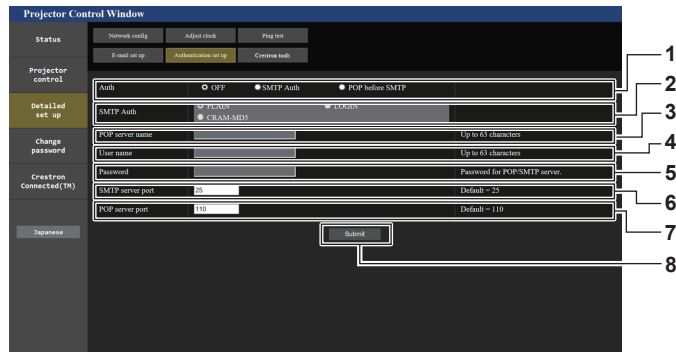 Projector Control Window
Status
Network config Adjust clock Ping test
E-mail set up Authentication set up Crestron tools
Projector
control
Detailed
set up
Change
password
Crestron
Connected(TM)
Japanese
Auth OFF SMTP Auth POP before SMTP
SMTP Auth PLAIN LOGIN
CRAM-MD5
POP server name Up to 63 characters
User name Up to 63 characters
Password Password for POP/SMTP server.
SMTP server port 25 Default = 25
POP server port 110 Default = 110
Submit
1
2
3
4
5
6
7
8